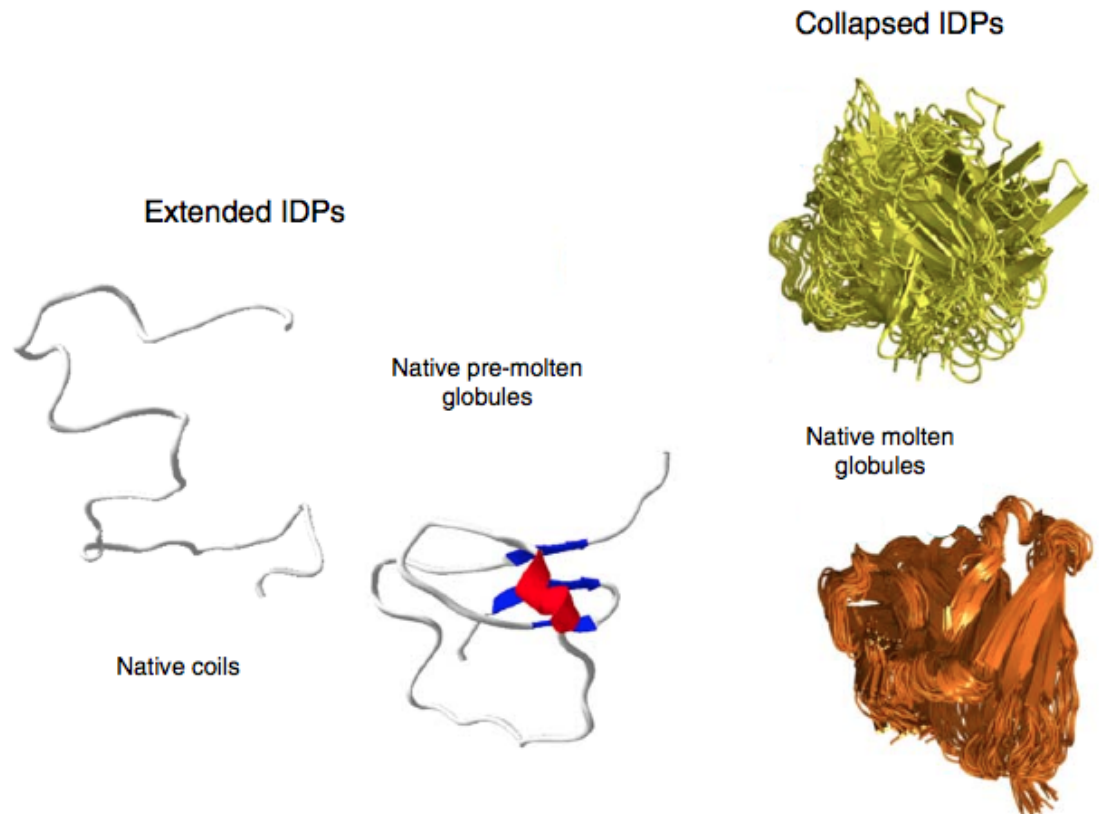 Collapsed IDPs
Extended IDPs
Native pre-molten
globules
Native molten
globules
Native coils